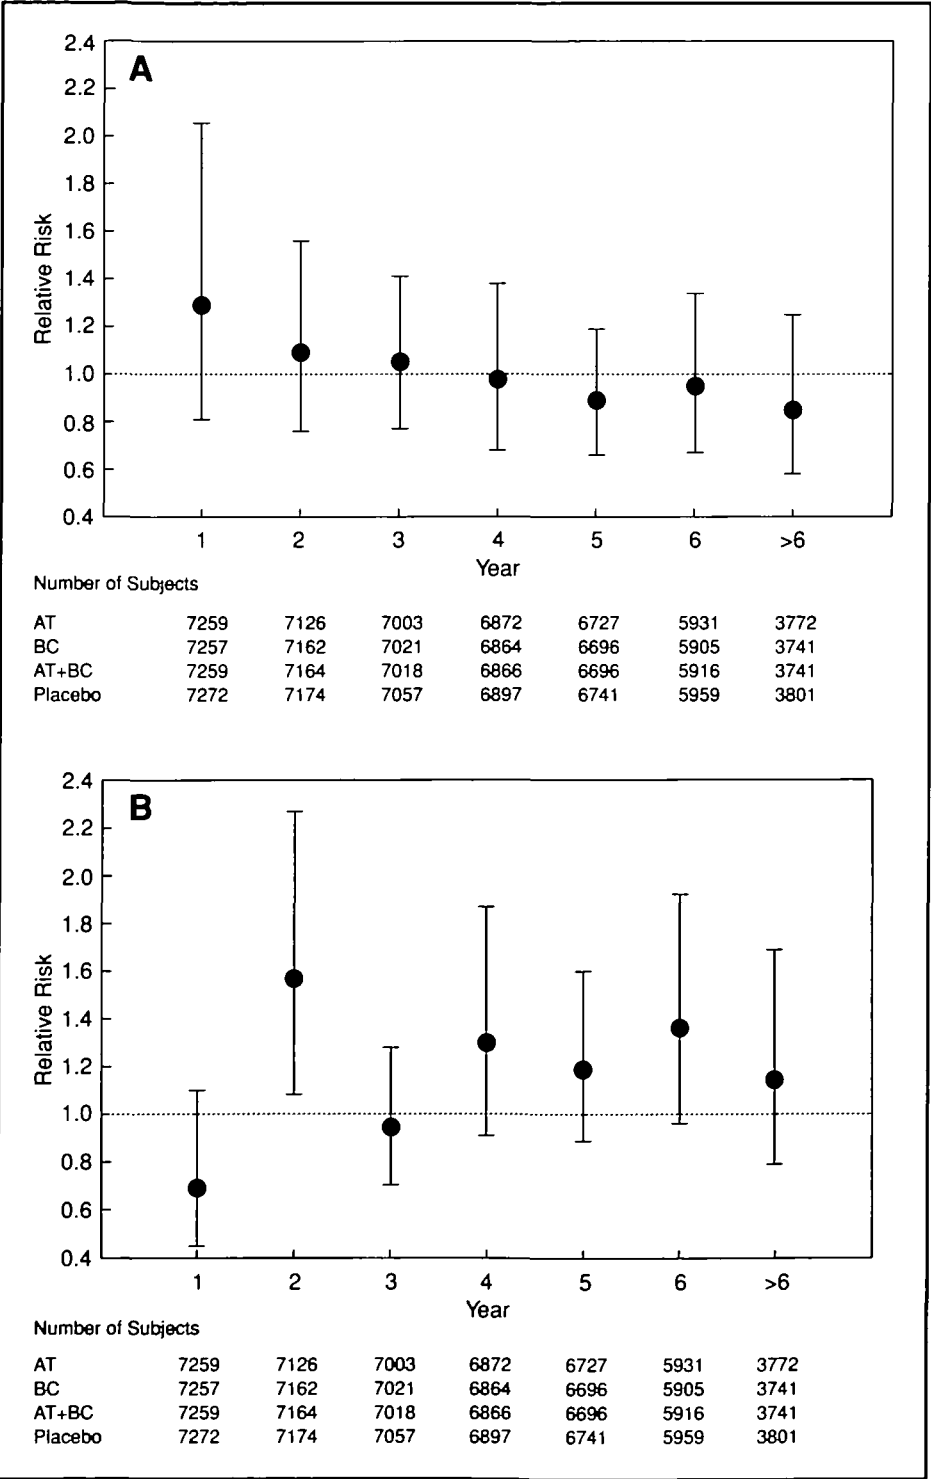 A
2.4
2.2
2.0
1.8
1.6
1.4
1.2
1.0
0.8
0.6
0.4
Relative Risk
1 2 3 4 5 6 >6
Year
Number of Subjects
AT 7259 7126 7003 6872 6727 5931 3772
BC 7257 7162 7021 6864 6696 5905 3741
AT+BC 7259 7164 7018 6866 6696 5916 3741
Placebo 7272 7174 7057 6897 6741 5959 3801
B
2.4
2.2
2.0
1.8
1.6
1.4
1.2
1.0
0.8
0.6
0.4
Relative Risk
1 2 3 4 5 6 >6
Year
Number of Subjects
AT 7259 7126 7003 6872 6727 5931 3772
BC 7257 7162 7021 6864 6696 5905 3741
AT+BC 7259 7164 7018 6866 6696 5916 3741
Placebo 7272 7174 7057 6897 6741 5959 3801